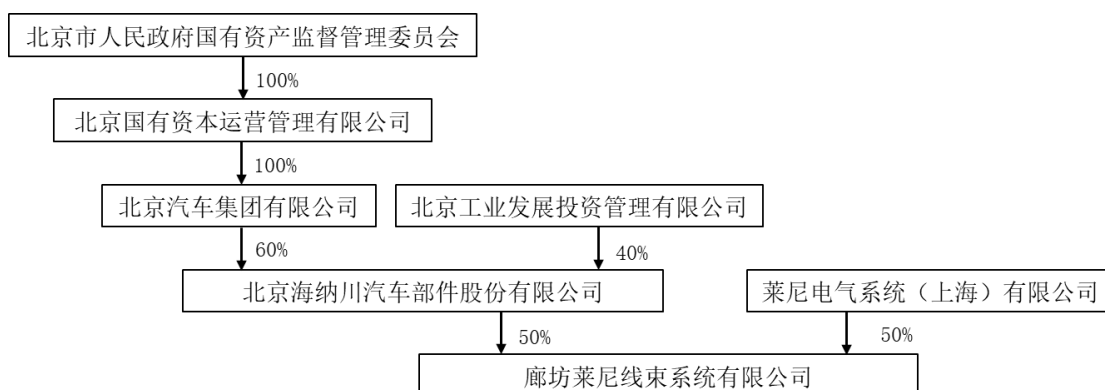 北京市人民政府国有资产监督管理委员会
100%
北京国有资本运营管理有限公司
100%
北京汽车集团有限公司
北京工业发展投资管理有限公司
60%
40%
北京海纳川汽车部件股份有限公司
莱尼电气系统（上海）有限公司
50%
50%
廊坊莱尼线束系统有限公司